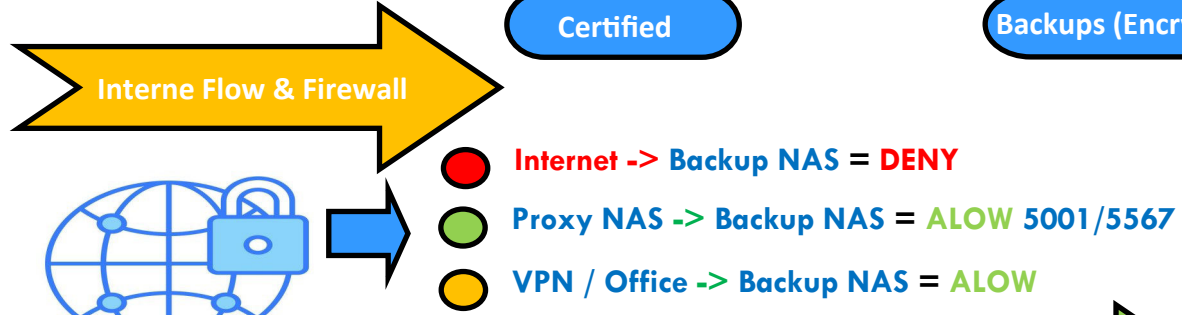 Certified
Backups (Encr
Interne Flow & Firewall
Internet -> Backup NAS = DENY
Proxy NAS -> Backup NAS = ALOW 5001/5567
VPN / Office -> Backup NAS = ALOW